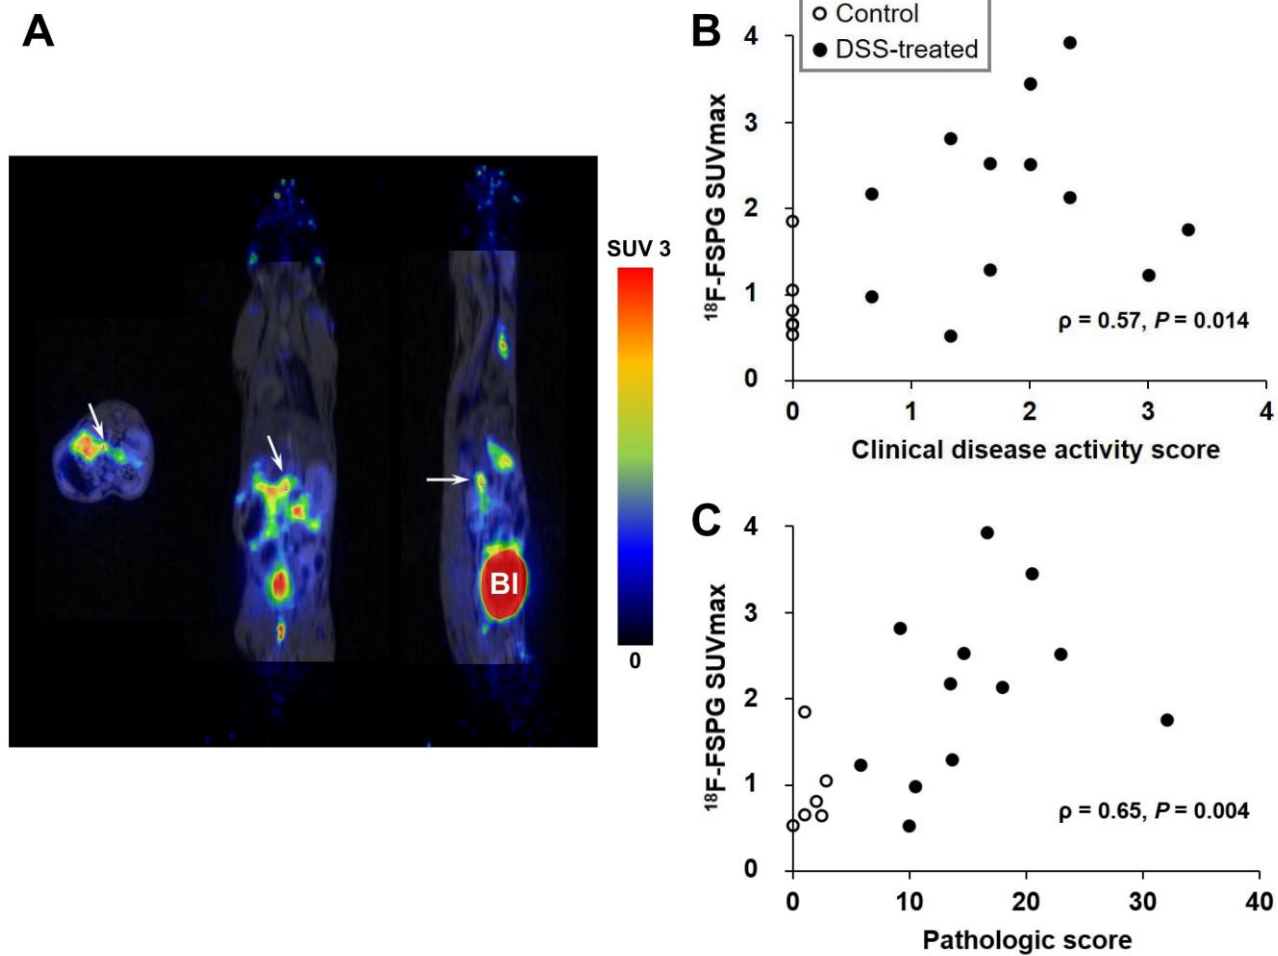 A
SUV 3
0
BI
B
Control
DSS-treated
4
3
2
1
0
¹⁸F-FSPG SUVmax
ρ = 0.57, P = 0.014
0 1 2 3 4
Clinical disease activity score
C
4
3
2
1
0
¹⁸F-FSPG SUVmax
ρ = 0.65, P = 0.004
0 10 20 30 40
Pathologic score